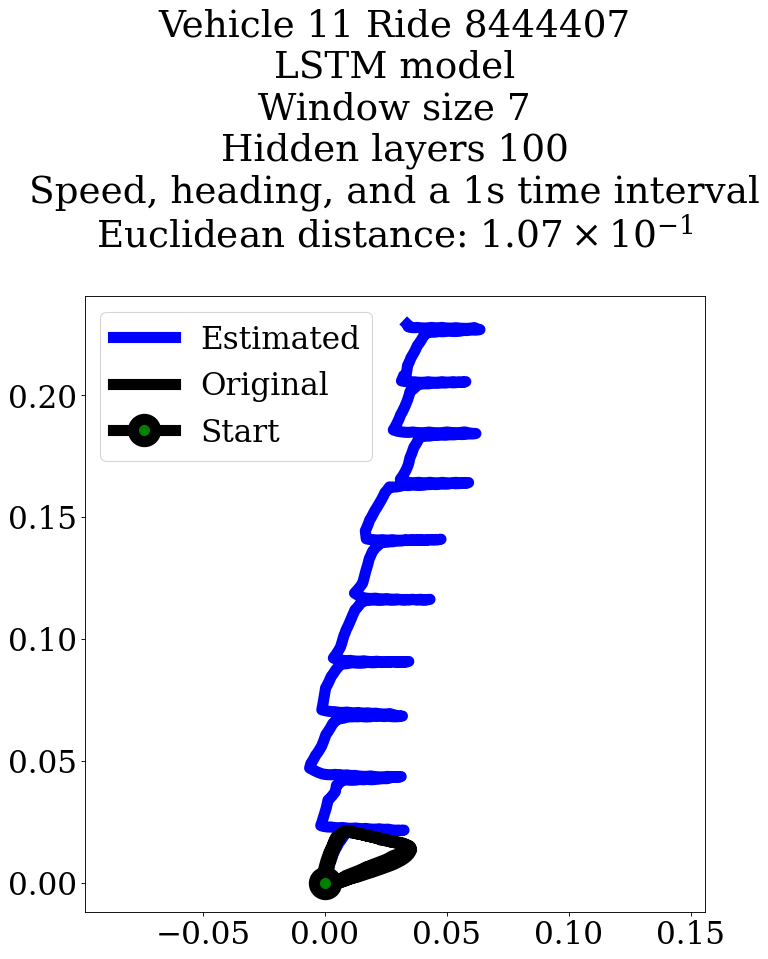 Vehicle 11 Ride 8444407
LSTM model
Window size 7
Hidden layers 100
Speed, heading, and a 1s time interval
Euclidean distance: 1.07 × 10⁻¹
Estimated
Original
Start
0.20
0.15
0.10
0.05
0.00
−0.05 0.00 0.05 0.10 0.15